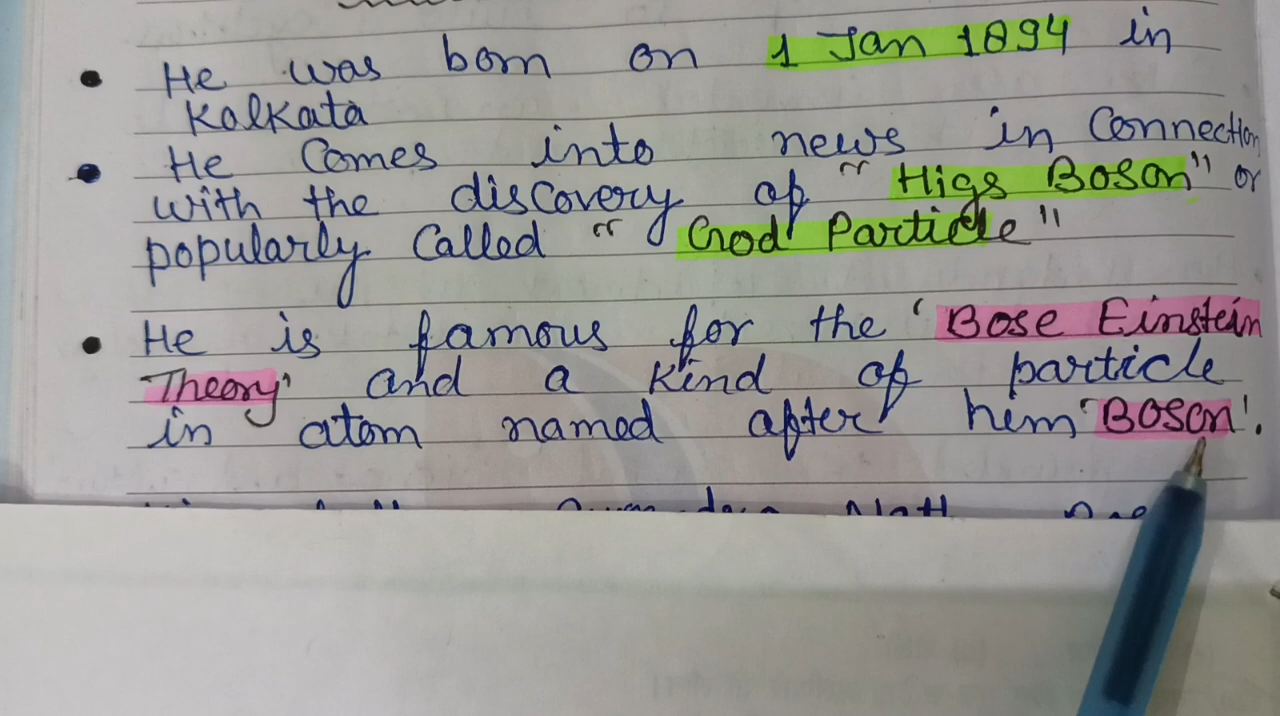 • He was born on 1 Jan 1894 in
Kolkata
• He Comes into news in Connection
with the discovery of "Higs Boson" or
popularly Called "God Particle"
• He is famous for the 'Bose Einstein
Theory' and a kind of particle
in atom named after him 'BOSON'.